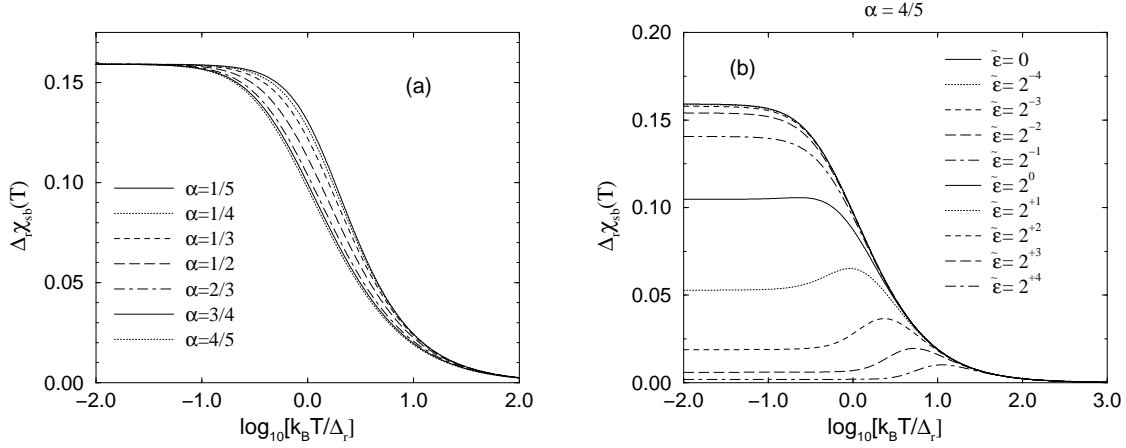 α = 4/5
(a)
0.15
0.10
0.05
0.00
Δrχsb(T)
α=1/5
α=1/4
α=1/3
α=1/2
α=2/3
α=3/4
α=4/5
−2.0 −1.0 0.0 1.0 2.0
log10[kBT/Δr]
(b)
0.20
0.15
0.10
0.05
0.00
Δrχsb(T)
ε̃= 0
ε̃= 2^−4
ε̃= 2^−3
ε̃= 2^−2
ε̃= 2^−1
ε̃= 2^0
ε̃= 2^+1
ε̃= 2^+2
ε̃= 2^+3
ε̃= 2^+4
−2.0 −1.0 0.0 1.0 2.0 3.0
log10[kBT/Δr]